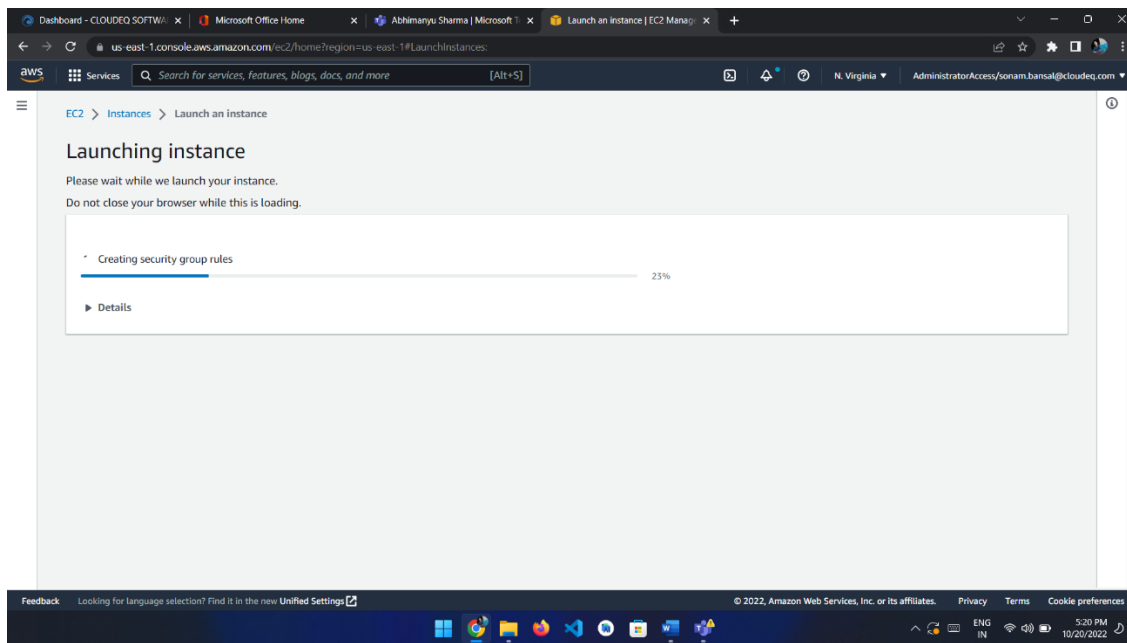 Dashboard - CLOUDEQ SOFTWA
Microsoft Office Home
Abhimanyu Sharma | Microsoft T
Launch an instance | EC2 Manag
us-east-1.console.aws.amazon.com/ec2/home?region=us-east-1#LaunchInstances:
aws
Services
Search for services, features, blogs, docs, and more
[Alt+S]
N. Virginia
AdministratorAccess/sonam.bansal@cloudeq.com
EC2 > Instances > Launch an instance
Launching instance
Please wait while we launch your instance.
Do not close your browser while this is loading.
Creating security group rules
23%
Details
Feedback
Looking for language selection? Find it in the new Unified Settings
© 2022, Amazon Web Services, Inc. or its affiliates.
Privacy
Terms
Cookie preferences
ENG
IN
5:20 PM
10/20/2022